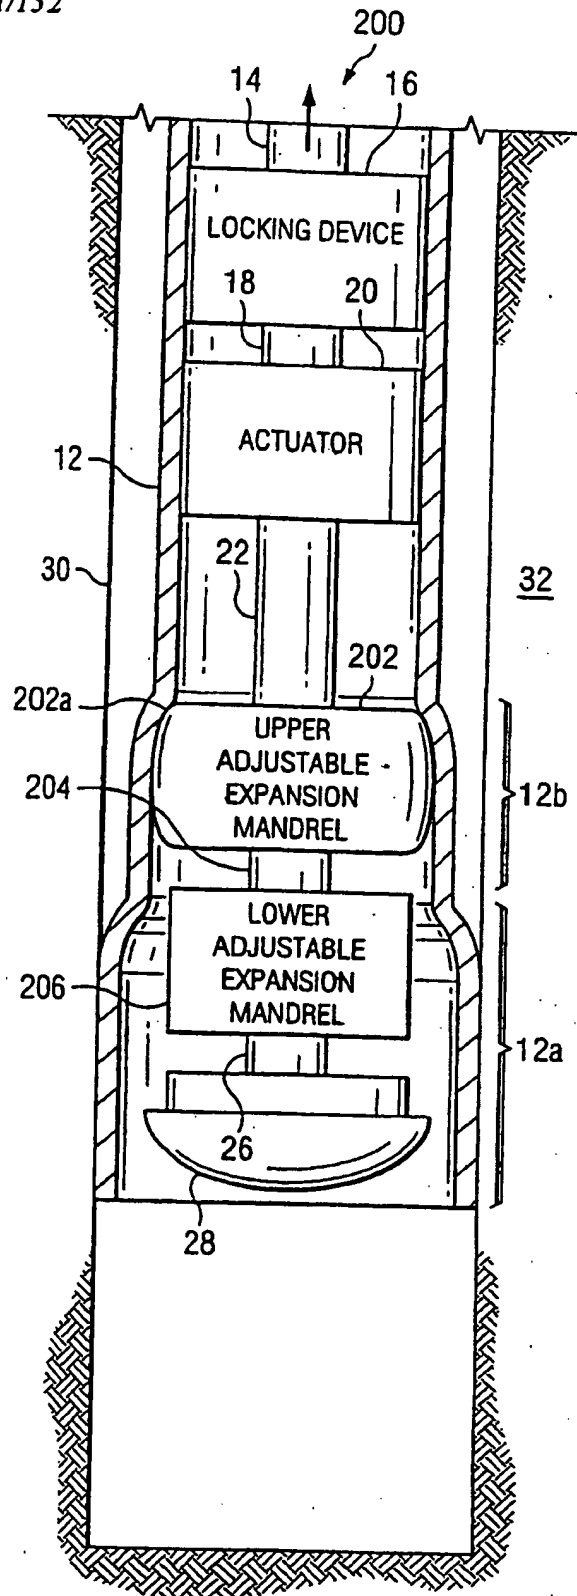 200
14
16
LOCKING DEVICE
18
20
ACTUATOR
12
30
22
32
202
202a
UPPER
ADJUSTABLE
EXPANSION
MANDREL
12b
204
LOWER
ADJUSTABLE
EXPANSION
MANDREL
206
12a
26
28